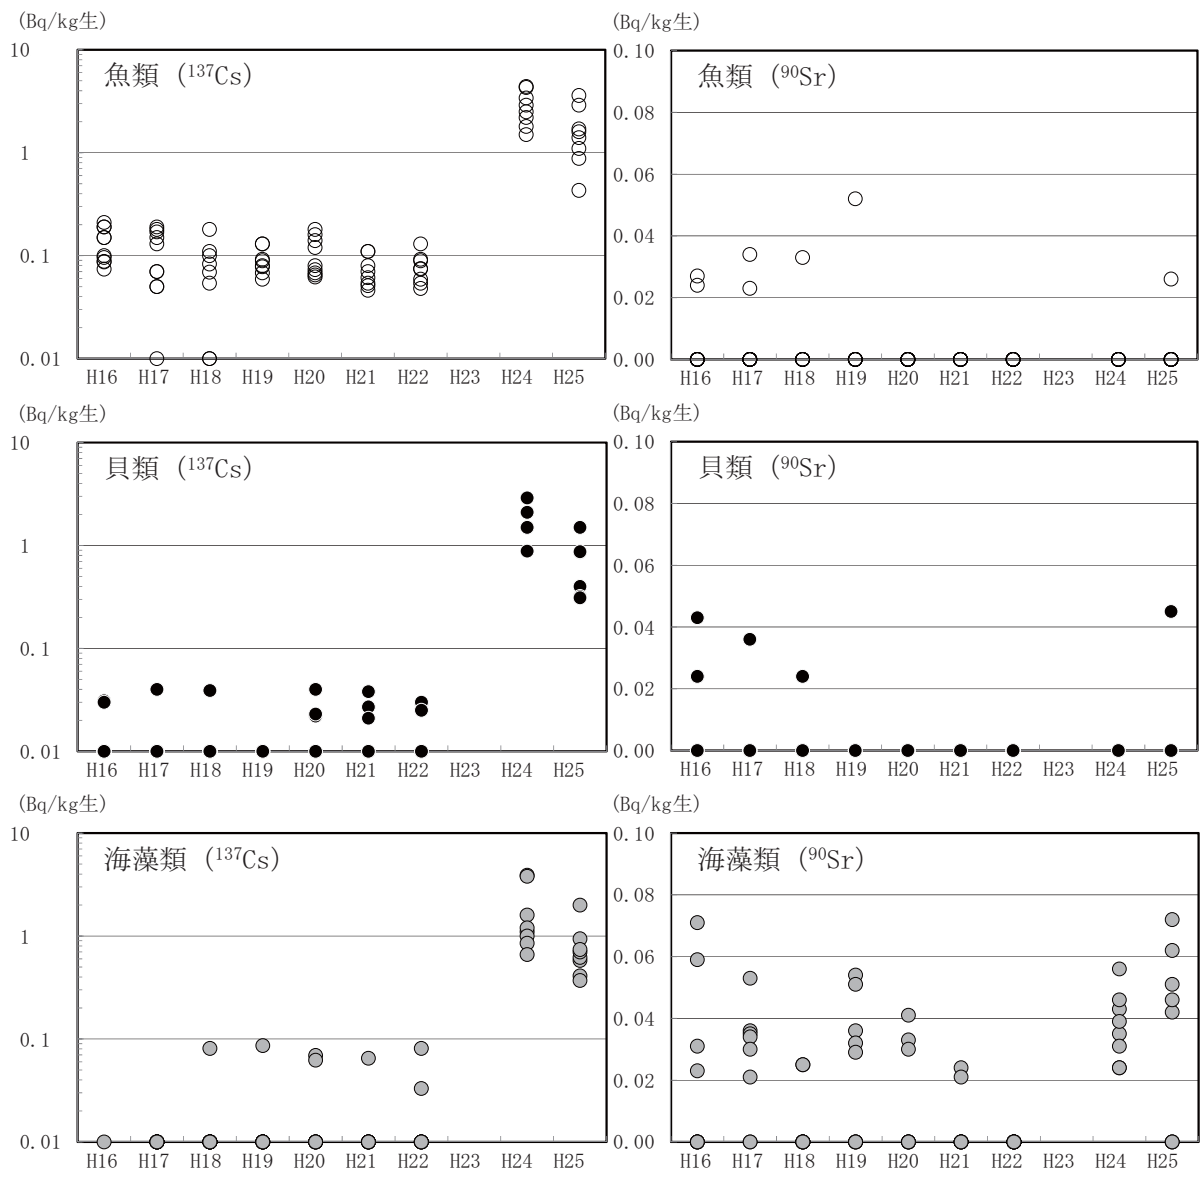 (Bq/kg生)
10
1
0.1
0.01
魚類 (¹³⁷Cs)
H16 H17 H18 H19 H20 H21 H22 H23 H24 H25
(Bq/kg生)
0.10
0.08
0.06
0.04
0.02
0.00
魚類 (⁹⁰Sr)
H16 H17 H18 H19 H20 H21 H22 H23 H24 H25
(Bq/kg生)
10
1
0.1
0.01
貝類 (¹³⁷Cs)
H16 H17 H18 H19 H20 H21 H22 H23 H24 H25
(Bq/kg生)
0.10
0.08
0.06
0.04
0.02
0.00
貝類 (⁹⁰Sr)
H16 H17 H18 H19 H20 H21 H22 H23 H24 H25
(Bq/kg生)
10
1
0.1
0.01
海藻類 (¹³⁷Cs)
H16 H17 H18 H19 H20 H21 H22 H23 H24 H25
(Bq/kg生)
0.10
0.08
0.06
0.04
0.02
0.00
海藻類 (⁹⁰Sr)
H16 H17 H18 H19 H20 H21 H22 H23 H24 H25